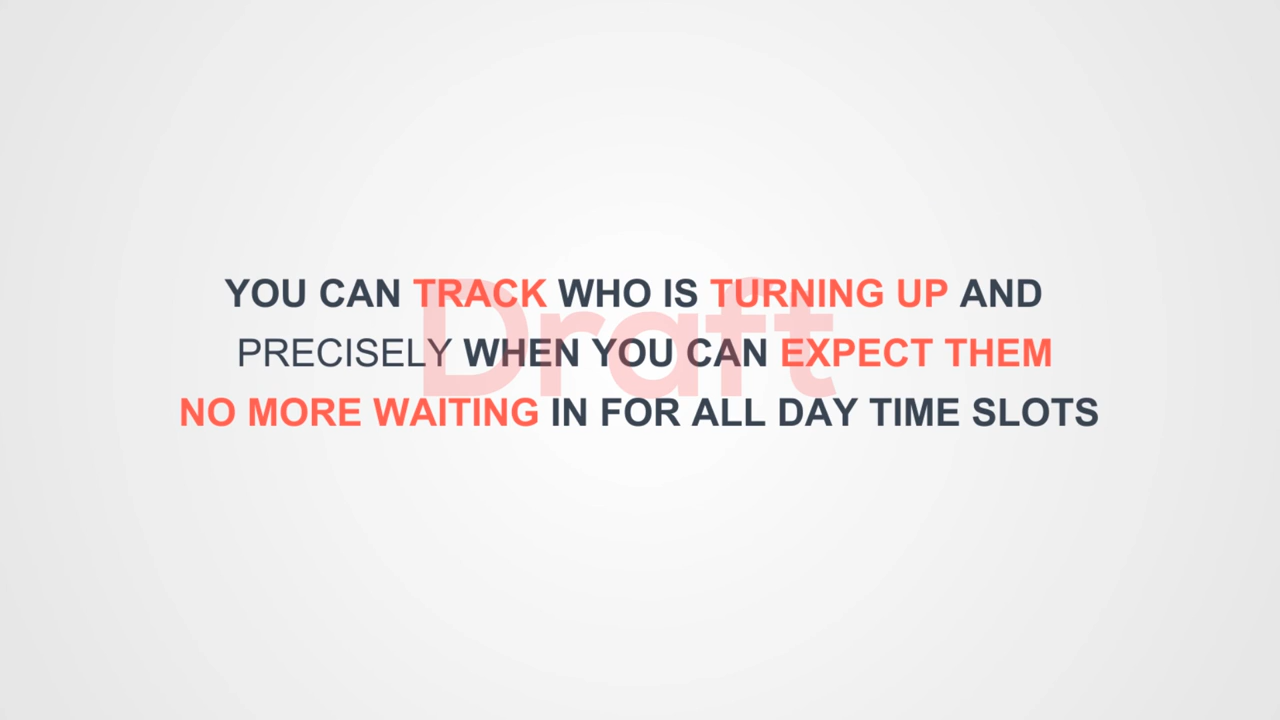 YOU CAN TRACK WHO IS TURNING UP AND
PRECISELY WHEN YOU CAN EXPECT THEM
NO MORE WAITING IN FOR ALL DAY TIME SLOTS
Draft